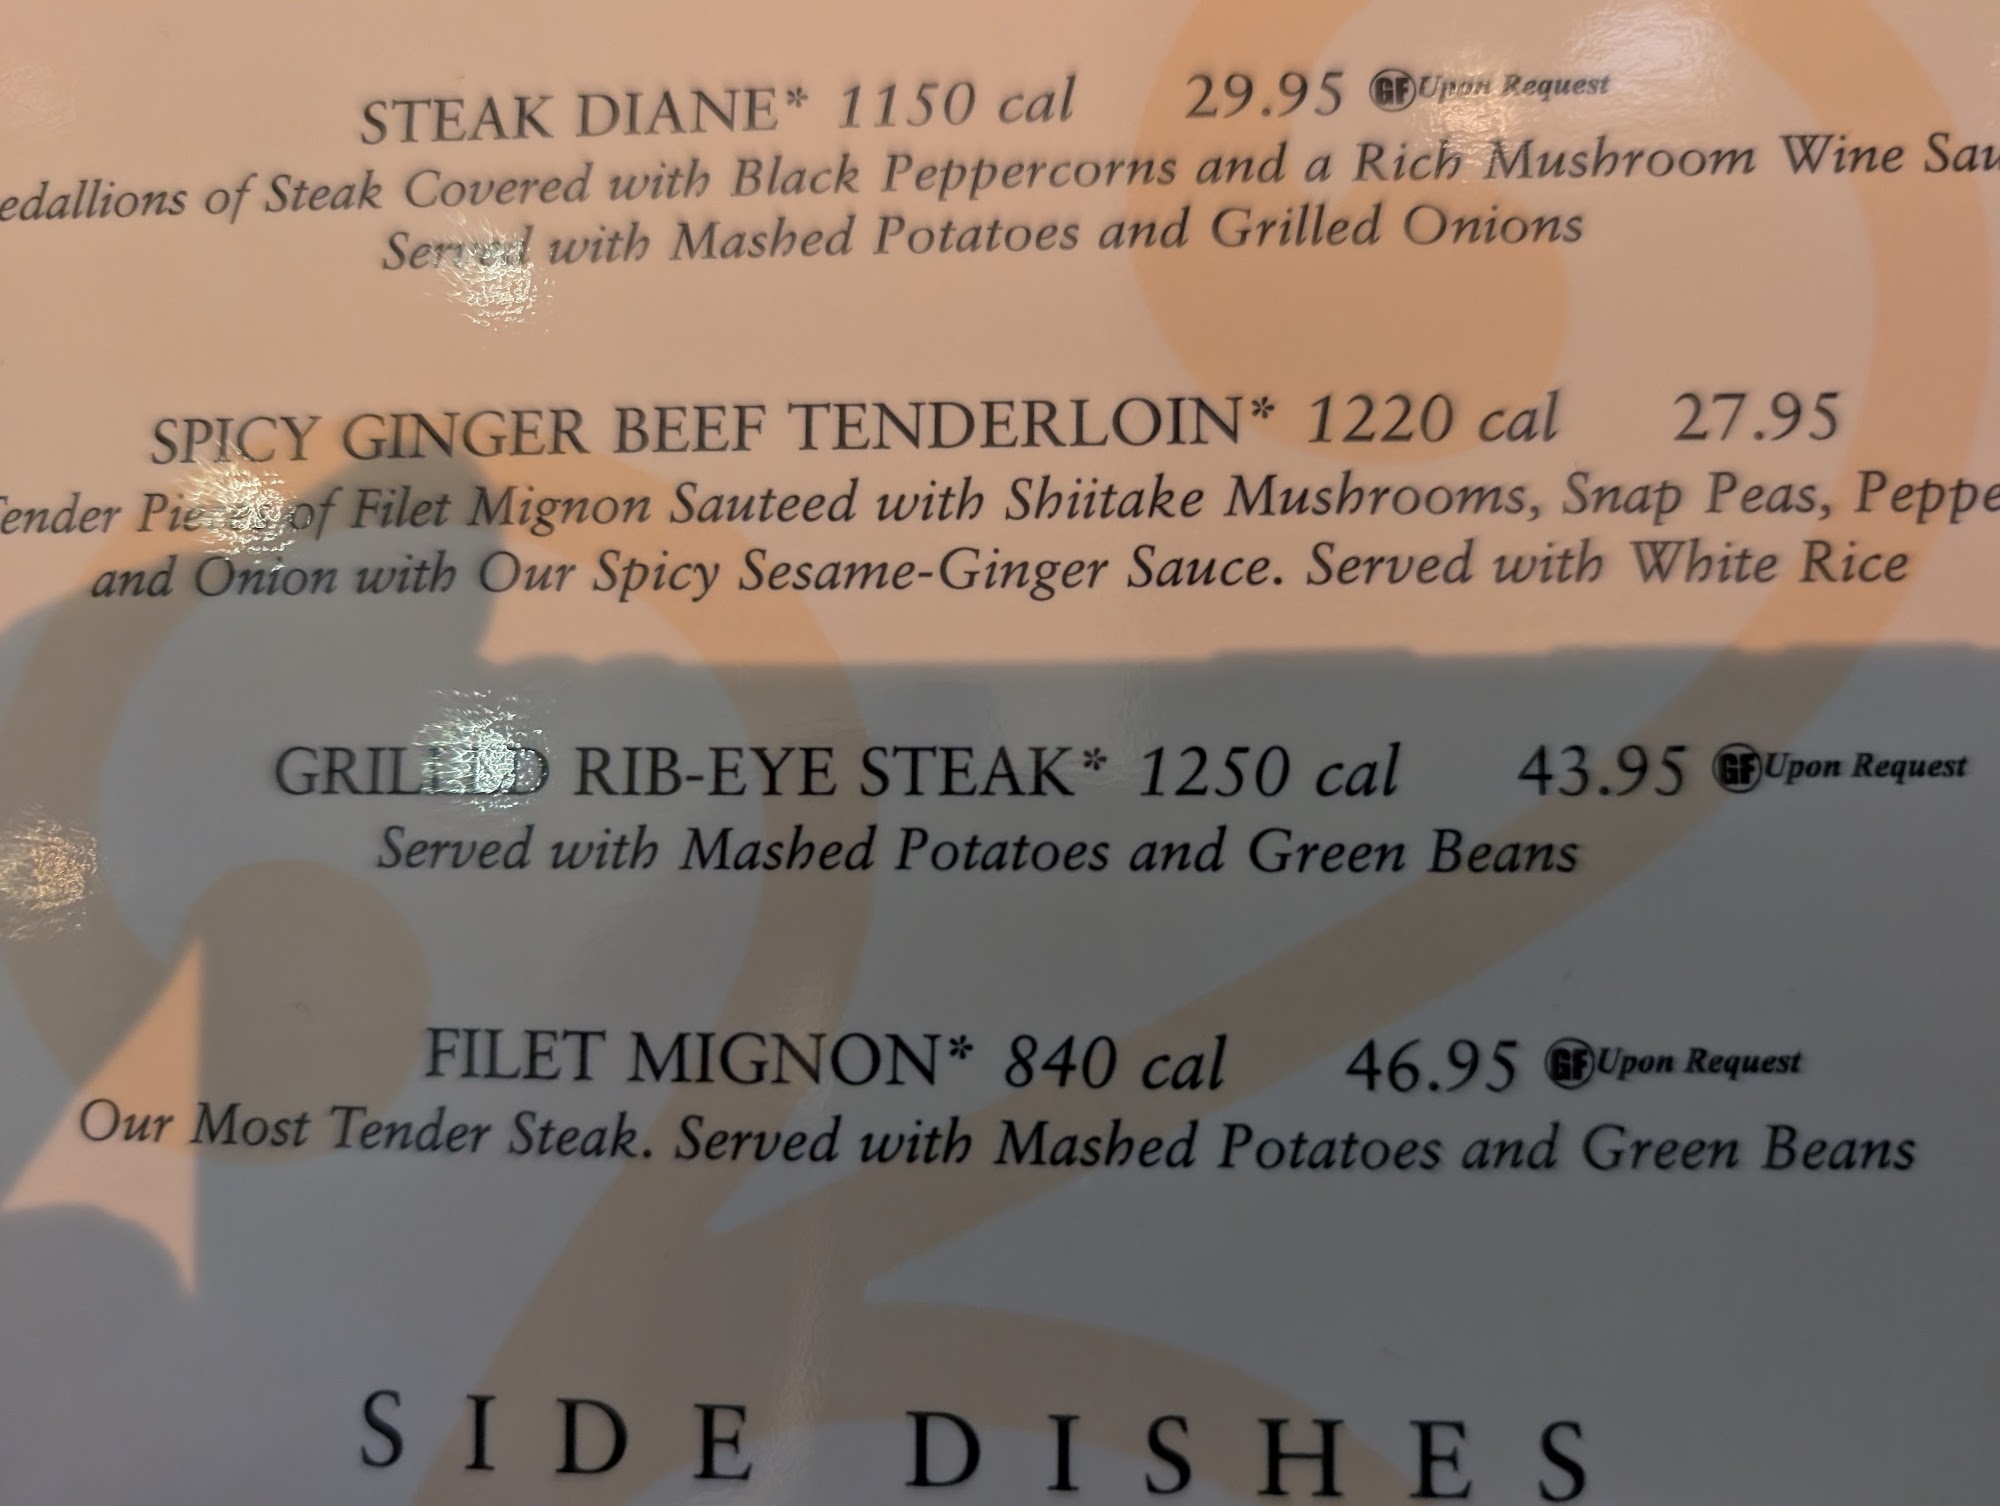 STEAK DIANE* 1150 cal 29.95 GF Upon Request
edallions of Steak Covered with Black Peppercorns and a Rich Mushroom Wine Sau
Served with Mashed Potatoes and Grilled Onions
SPICY GINGER BEEF TENDERLOIN* 1220 cal 27.95
ender Pieces of Filet Mignon Sauteed with Shiitake Mushrooms, Snap Peas, Peppe
and Onion with Our Spicy Sesame-Ginger Sauce. Served with White Rice
GRILLED RIB-EYE STEAK* 1250 cal 43.95 GF Upon Request
Served with Mashed Potatoes and Green Beans
FILET MIGNON* 840 cal 46.95 GF Upon Request
Our Most Tender Steak. Served with Mashed Potatoes and Green Beans
SIDE DISHES